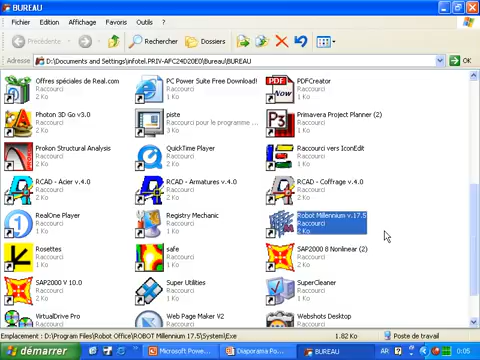 BUREAU
Fichier Edition Affichage Favoris Outils ?
Précédente Rechercher Dossiers
Adresse D:\Documents and Settings\infotel.PRIV-AFC24D20E0\Bureau\BUREAU OK
Offres spéciales de Real.com
Raccourci
2 Ko
PC Power Suite Free Download!
Raccourci
1 Ko
PDFCreator
Raccourci
1 Ko
Photon 3D Go v3.0
Raccourci
2 Ko
piste
Raccourci pour le programme ...
2 Ko
Primavera Project Planner (2)
Raccourci
1 Ko
Prokon Structural Analysis
Raccourci
1 Ko
QuickTime Player
Raccourci
2 Ko
Raccourci vers IconEdit
Raccourci
1 Ko
RCAD - Acier v.4.0
Raccourci
2 Ko
RCAD - Armatures v.4.0
Raccourci
2 Ko
RCAD - Coffrage v.4.0
Raccourci
2 Ko
RealOne Player
Raccourci
1 Ko
Registry Mechanic
Raccourci
1 Ko
Robot Millennium v.17.5
Raccourci
2 Ko
Rosettes
Raccourci
2 Ko
safe
Raccourci
1 Ko
SAP2000 8 Nonlinear (2)
Raccourci
2 Ko
SAP2000 V 10.0
Raccourci
2 Ko
Super Utilities
Raccourci
1 Ko
SuperCleaner
Raccourci
1 Ko
VirtualDrive Pro
Raccourci
Web Page Maker V2
Raccourci
Webshots Desktop
Raccourci
Emplacement : D:\Program Files\Robot Office\ROBOT Millennium 17.5\System\Exe 1.82 Ko Poste de travail
démarrer Microsoft Powe... Diaporama Po... BUREAU AR ? 0:05